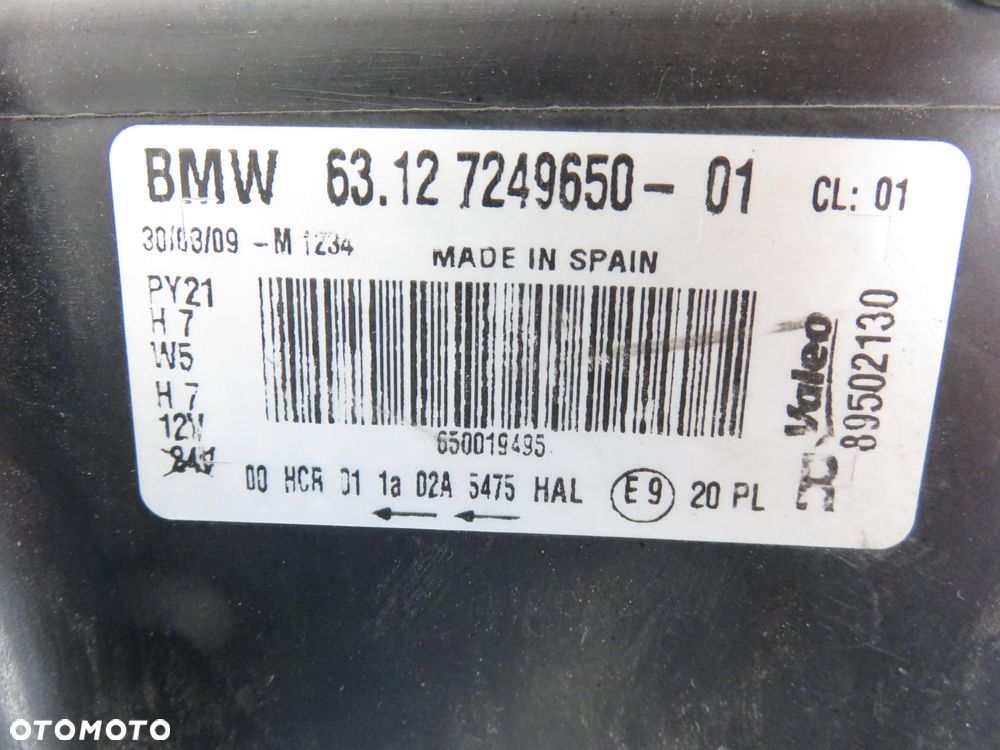 BMW 63.12 7249650- 01 CL: 01
30/03/09 -M 1234
MADE IN SPAIN
PY21
H 7
W5
H 7
12V
24V
650019495
00 HCR 01 1a 02A 5475 HAL E9 20 PL
Valeo
89502130
OTOMOTO